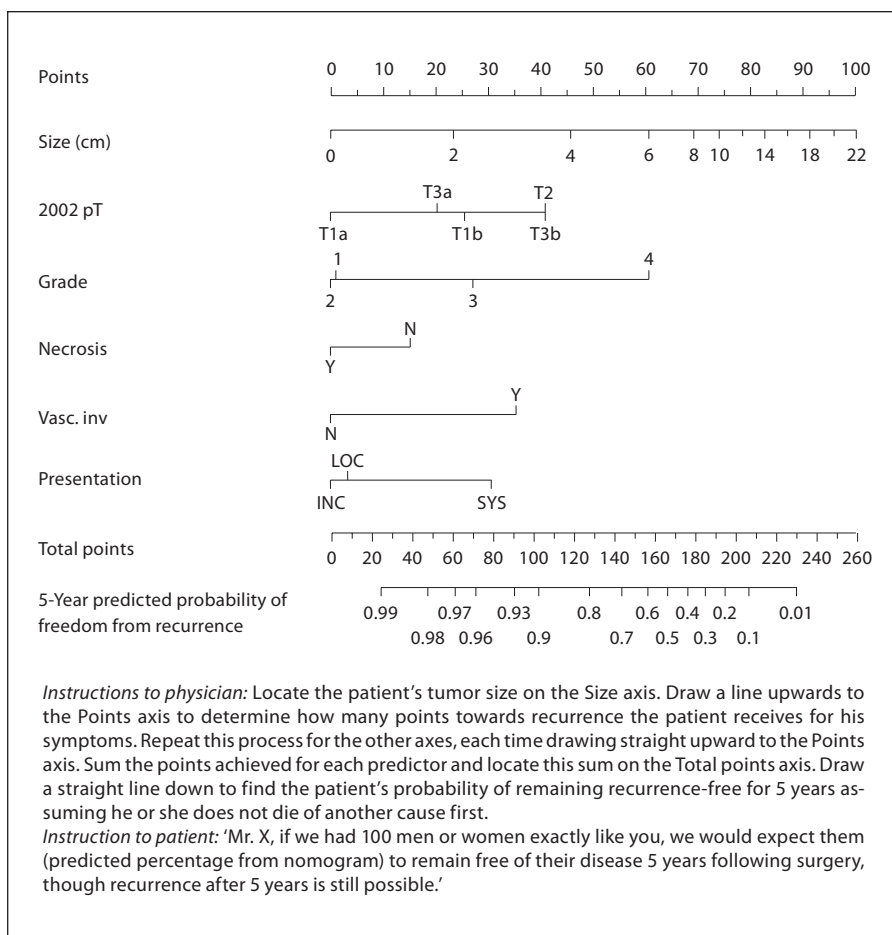 Points 0 10 20 30 40 50 60 70 80 90 100
Size (cm)
0 2 4 6 8 10 14 18 22
T3a T2
2002 pT
T1a T1b T3b
1 4
Grade
2 3
N
Necrosis
Y
Y
Vasc. inv
N
LOC
Presentation
INC SYS
Total points
0 20 40 60 80 100 120 140 160 180 200 220 240 260
5-Year predicted probability of
freedom from recurrence
0.99 0.97 0.93 0.8 0.6 0.4 0.2 0.01
0.98 0.96 0.9 0.7 0.5 0.3 0.1
Instructions to physician: Locate the patient's tumor size on the Size axis. Draw a line upwards to
the Points axis to determine how many points towards recurrence the patient receives for his
symptoms. Repeat this process for the other axes, each time drawing straight upward to the Points
axis. Sum the points achieved for each predictor and locate this sum on the Total points axis. Draw
a straight line down to find the patient's probability of remaining recurrence-free for 5 years as-
suming he or she does not die of another cause first.
Instruction to patient: 'Mr. X, if we had 100 men or women exactly like you, we would expect them
(predicted percentage from nomogram) to remain free of their disease 5 years following surgery,
though recurrence after 5 years is still possible.'